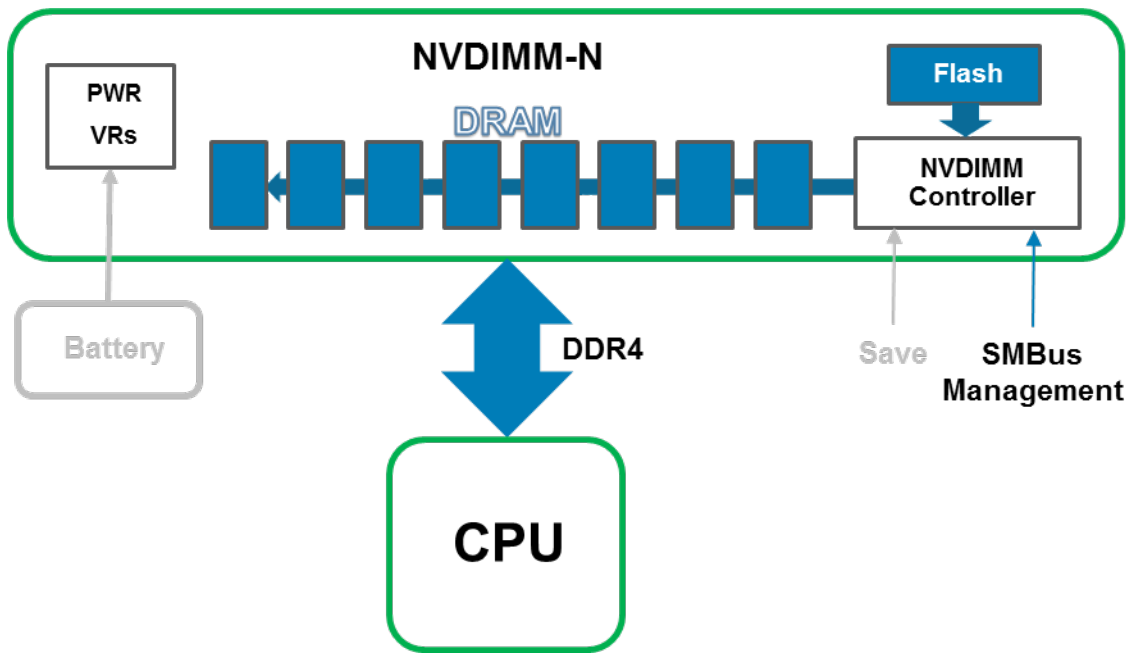 NVDIMM-N
PWR
VRs
DRAM
Flash
NVDIMM
Controller
Battery
DDR4
Save
SMBus
Management
CPU